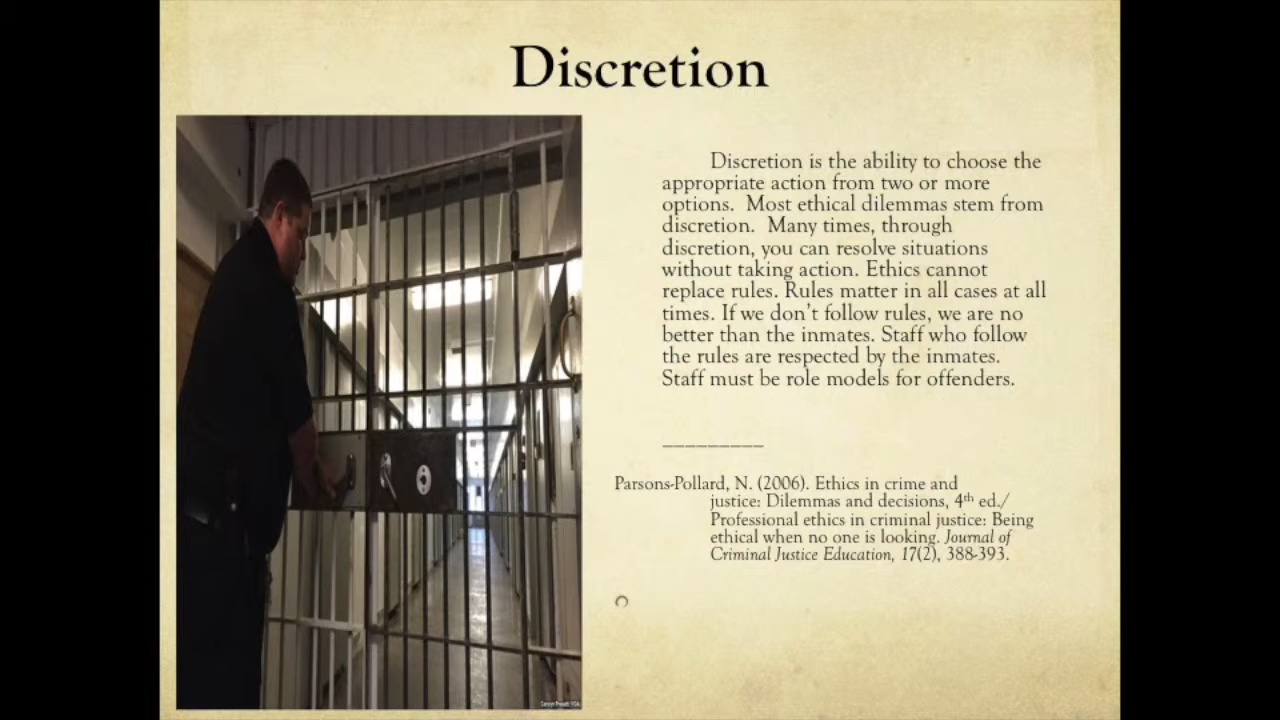 Discretion
Discretion is the ability to choose the
appropriate action from two or more
options.  Most ethical dilemmas stem from
discretion.  Many times, through
discretion, you can resolve situations
without taking action. Ethics cannot
replace rules. Rules matter in all cases at all
times. If we don’t follow rules, we are no
better than the inmates. Staff who follow
the rules are respected by the inmates.
Staff must be role models for offenders.
_________
Parsons-Pollard, N. (2006). Ethics in crime and
justice: Dilemmas and decisions, 4th ed./
Professional ethics in criminal justice: Being
ethical when no one is looking. Journal of
Criminal Justice Education, 17(2), 388-393.